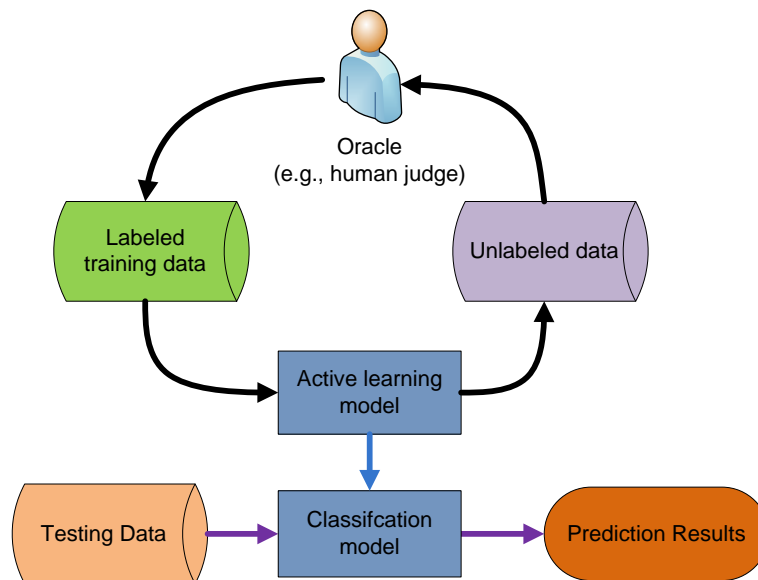 Oracle
(e.g., human judge)
Labeled
training data
Unlabeled data
Active learning
model
Testing Data
Classifcation
model
Prediction Results